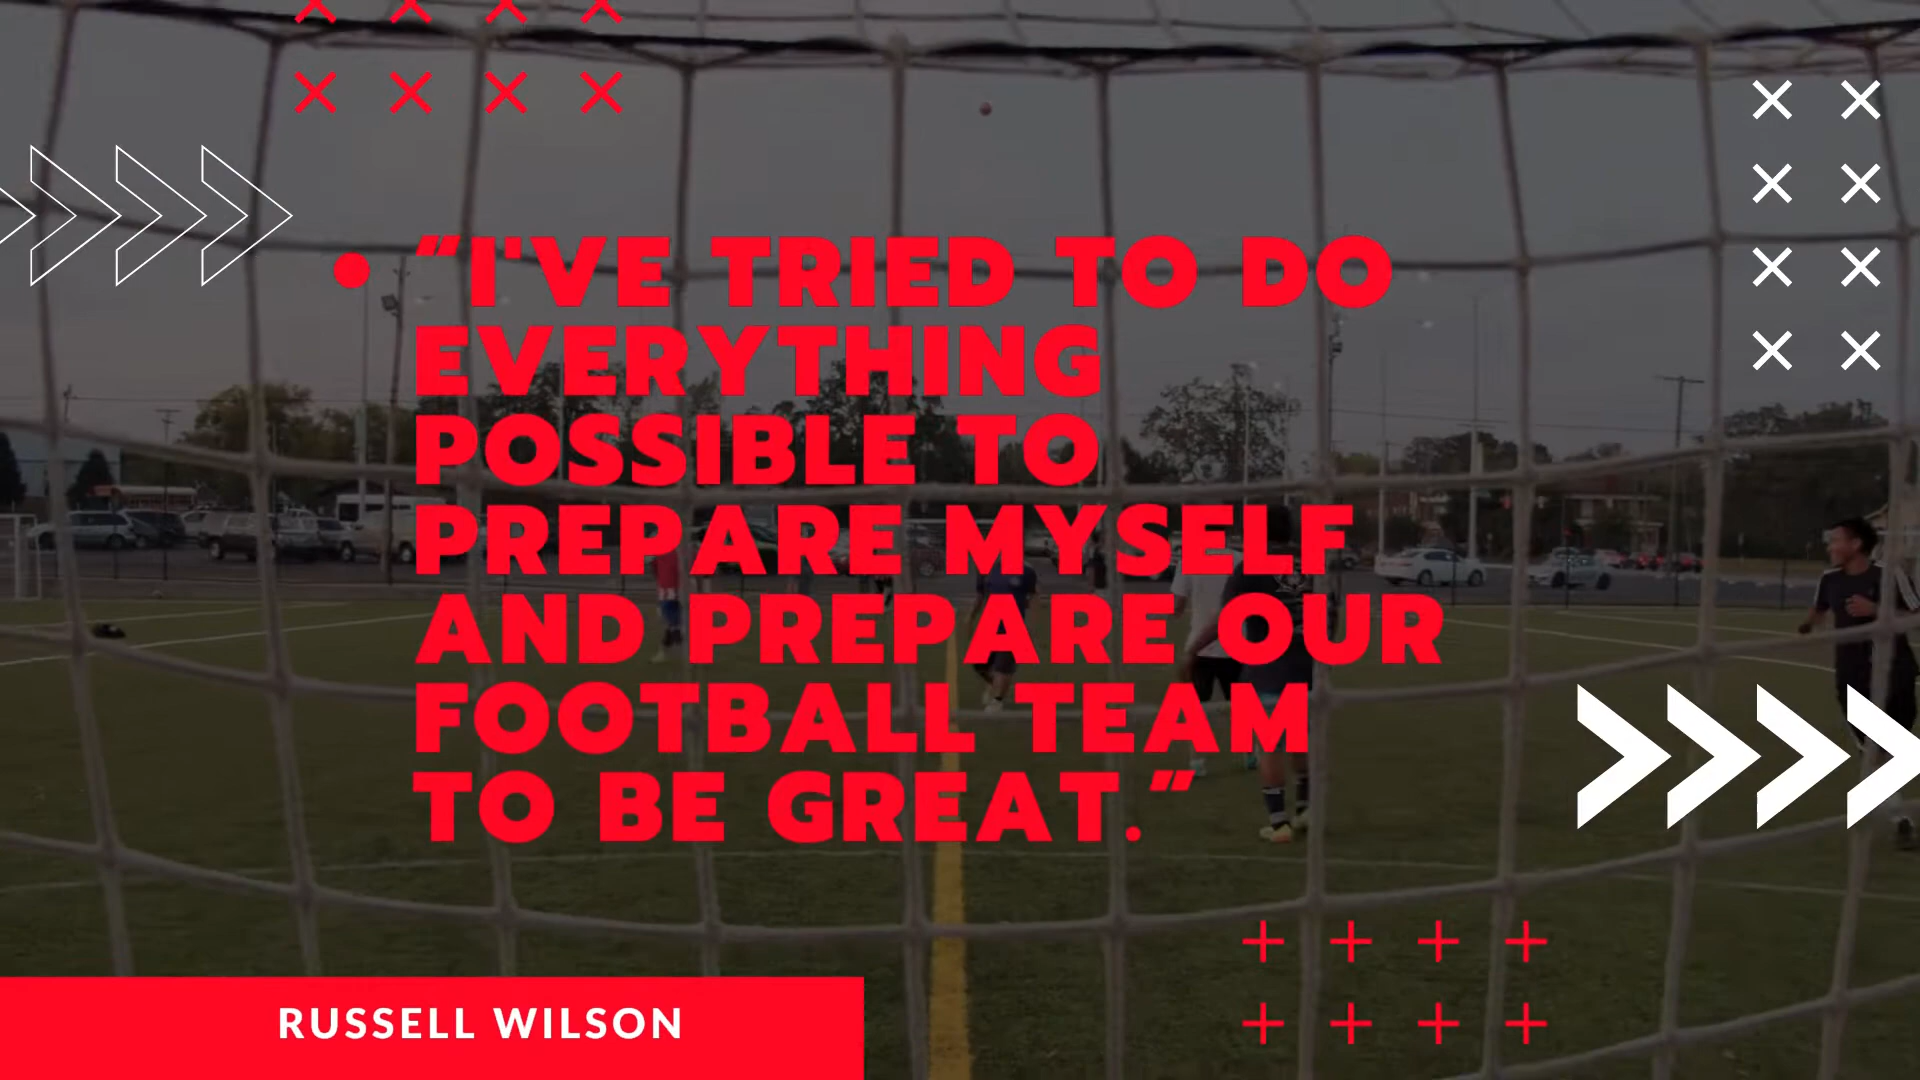 • “I'VE TRIED TO DO
EVERYTHING
POSSIBLE TO
PREPARE MYSELF
AND PREPARE OUR
FOOTBALL TEAM
TO BE GREAT.”
RUSSELL WILSON